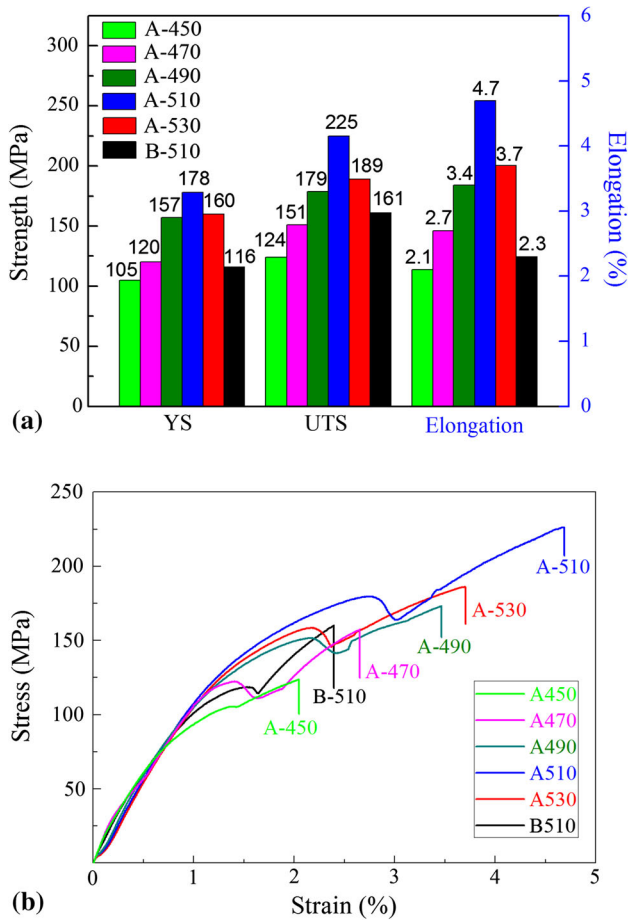 A-450
A-470
A-490
A-510
A-530
B-510
Strength (MPa)
0
50
100
150
200
250
300
Elongation (%)
0
1
2
3
4
5
6
105
120
157
178
160
116
124
151
179
225
189
161
2.1
2.7
3.4
4.7
3.7
2.3
YS
UTS
Elongation
(a)
Stress (MPa)
250
200
150
100
50
0
1
2
3
4
5
Strain (%)
A-510
A-530
A-490
A-470
B-510
A-450
A450
A470
A490
A510
A530
B510
(b)